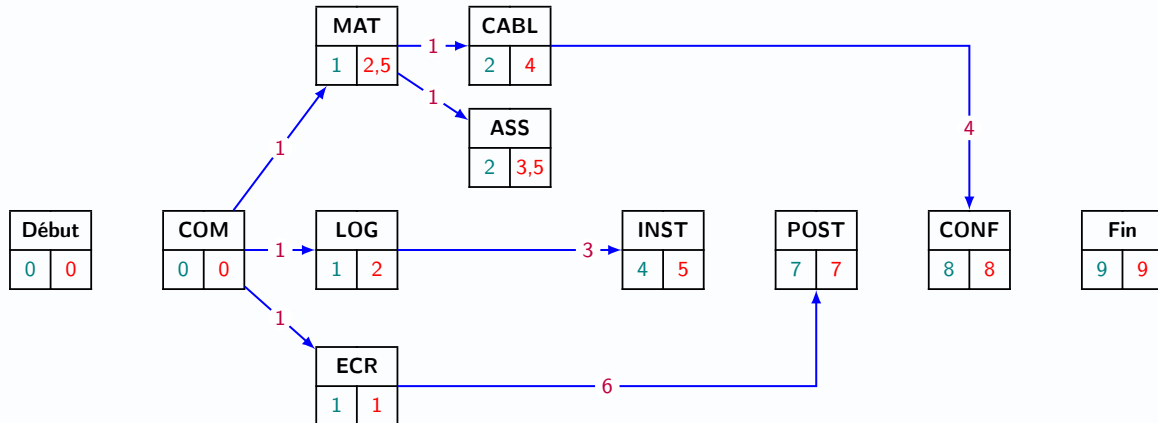 MAT CABL
1 2,5 1 2 4
1
ASS
4
1 2 3,5
Début COM LOG INST POST CONF Fin
0 0 0 0 1 1 2 3 4 5 7 7 8 8 9 9
1
ECR
6
1 1